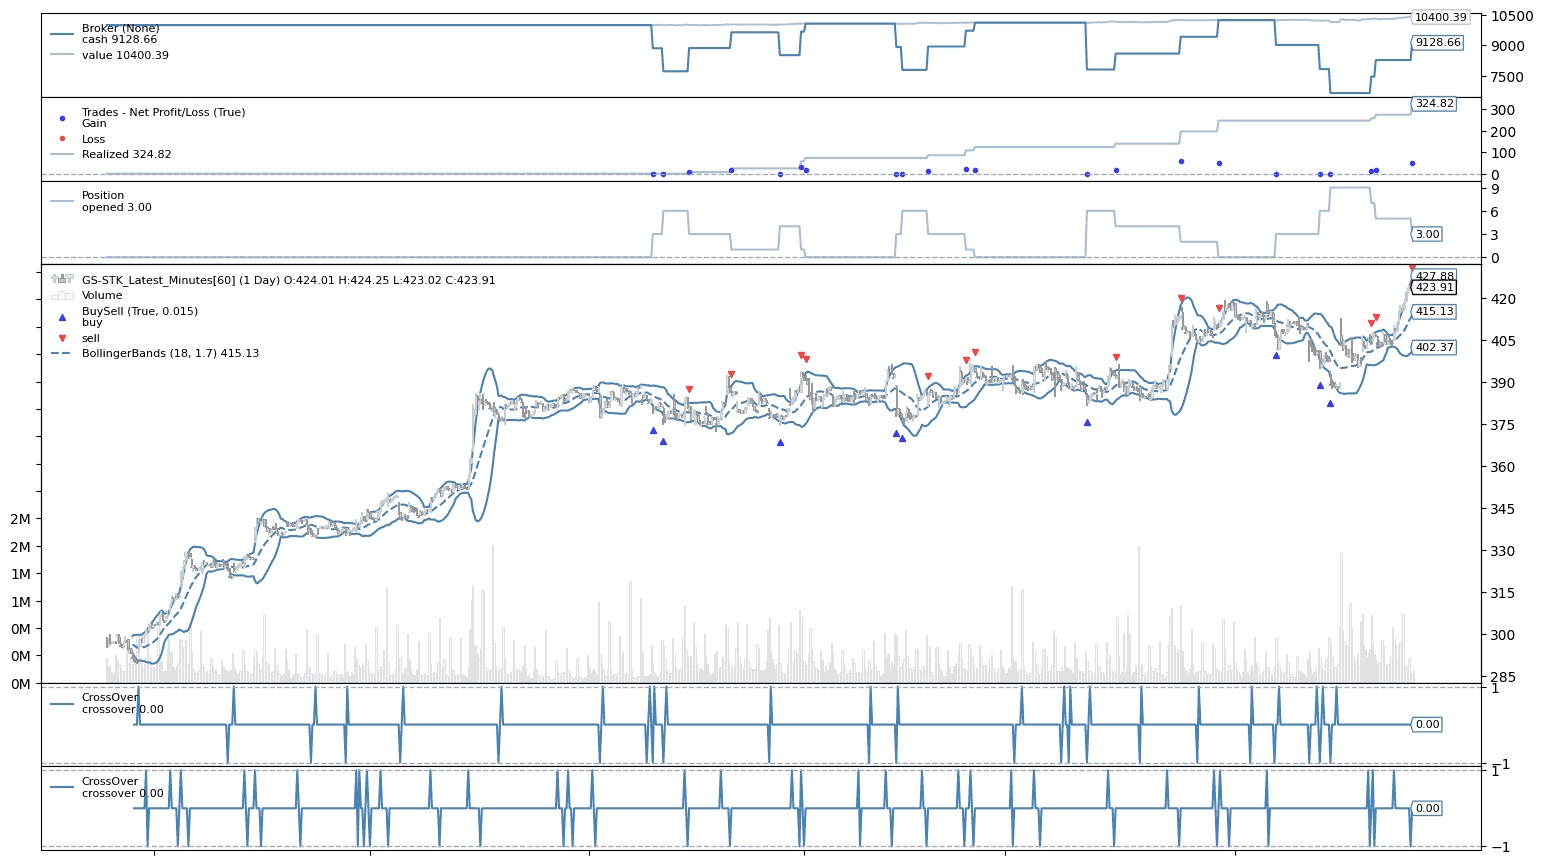 Broker (None)
cash 9128.66
value 10400.39
10400.39
9128.66
10500
9000
7500
Trades - Net Profit/Loss (True)
Gain
Loss
Realized 324.82
324.82
300
200
100
0
Position
opened 3.00
3.00
9
6
3
0
GS-STK_Latest_Minutes[60] (1 Day) O:424.01 H:424.25 L:423.02 C:423.91
Volume
BuySell (True, 0.015)
buy
sell
BollingerBands (18, 1.7) 415.13
427.88
423.91
415.13
402.37
420
405
390
375
360
345
330
315
300
285
2M
2M
1M
1M
0M
0M
0M
CrossOver
crossover 0.00
0.00
1
−1
CrossOver
crossover 0.00
0.00
1
−1